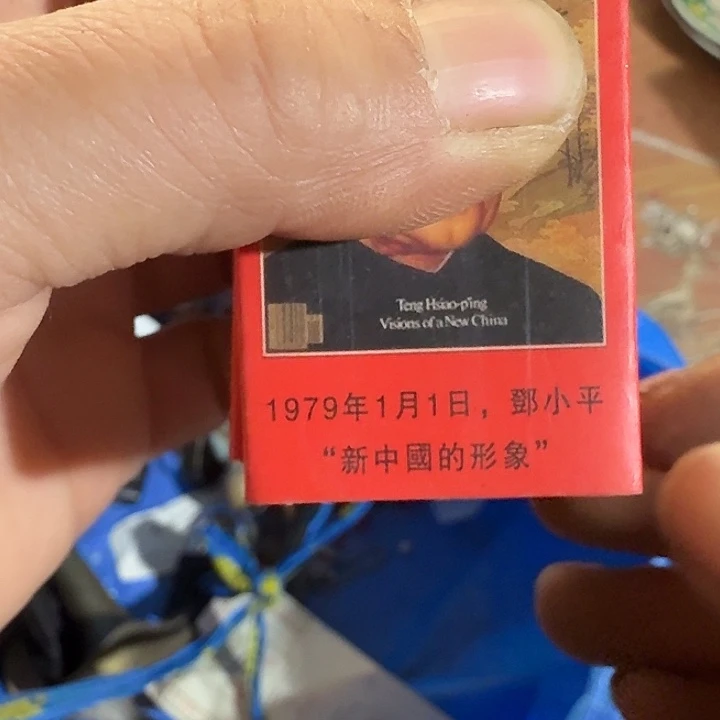 Teng Hsiao-p'ing
Visions of a New China
1979年1月1日，鄧小平
“新中國的形象”